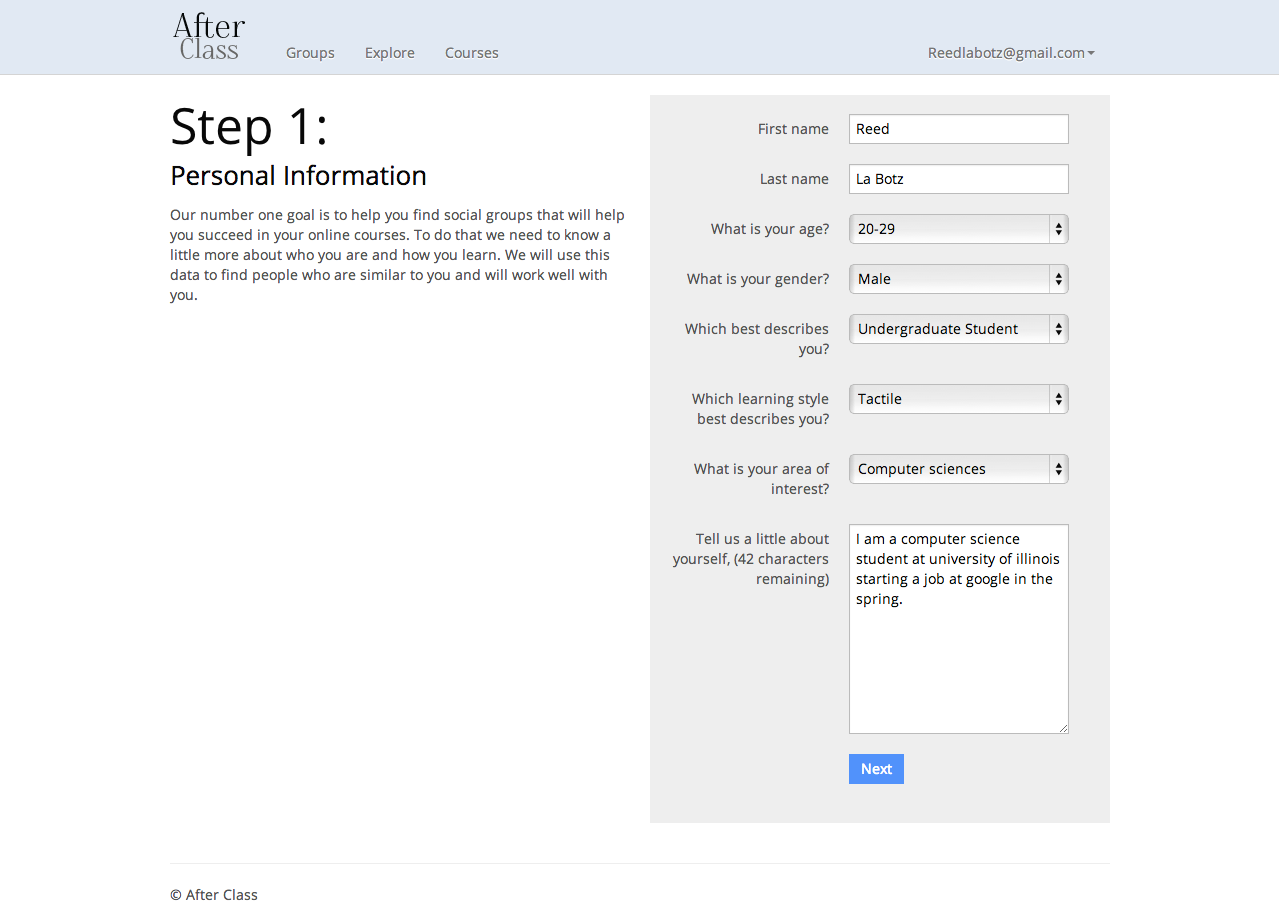 After
Class
Groups Explore Courses Reedlabotz@gmail.com
Step 1:
Personal Information
Our number one goal is to help you find social groups that will help
you succeed in your online courses. To do that we need to know a
little more about who you are and how you learn. We will use this
data to find people who are similar to you and will work well with
you.
First name Reed
Last name La Botz
What is your age? 20-29
What is your gender? Male
Which best describes Undergraduate Student
you?
Which learning style Tactile
best describes you?
What is your area of Computer sciences
interest?
Tell us a little about
yourself, (42 characters
remaining)
I am a computer science
student at university of illinois
starting a job at google in the
spring.
Next
© After Class